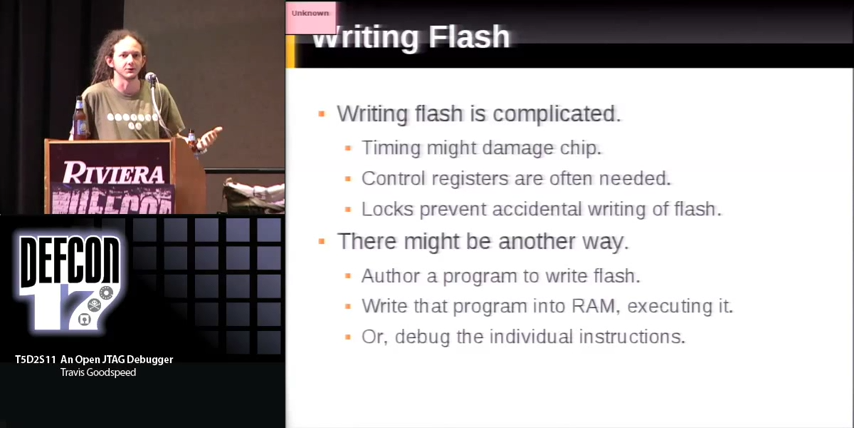 Unknown
Writing Flash
Writing flash is complicated.
Timing might damage chip.
Control registers are often needed.
Locks prevent accidental writing of flash.
There might be another way.
Author a program to write flash.
Write that program into RAM, executing it.
Or, debug the individual instructions.
RIVIERA
DEFCON
DEFCON
17
T5D2S11 An Open JTAG Debugger
Travis Goodspeed